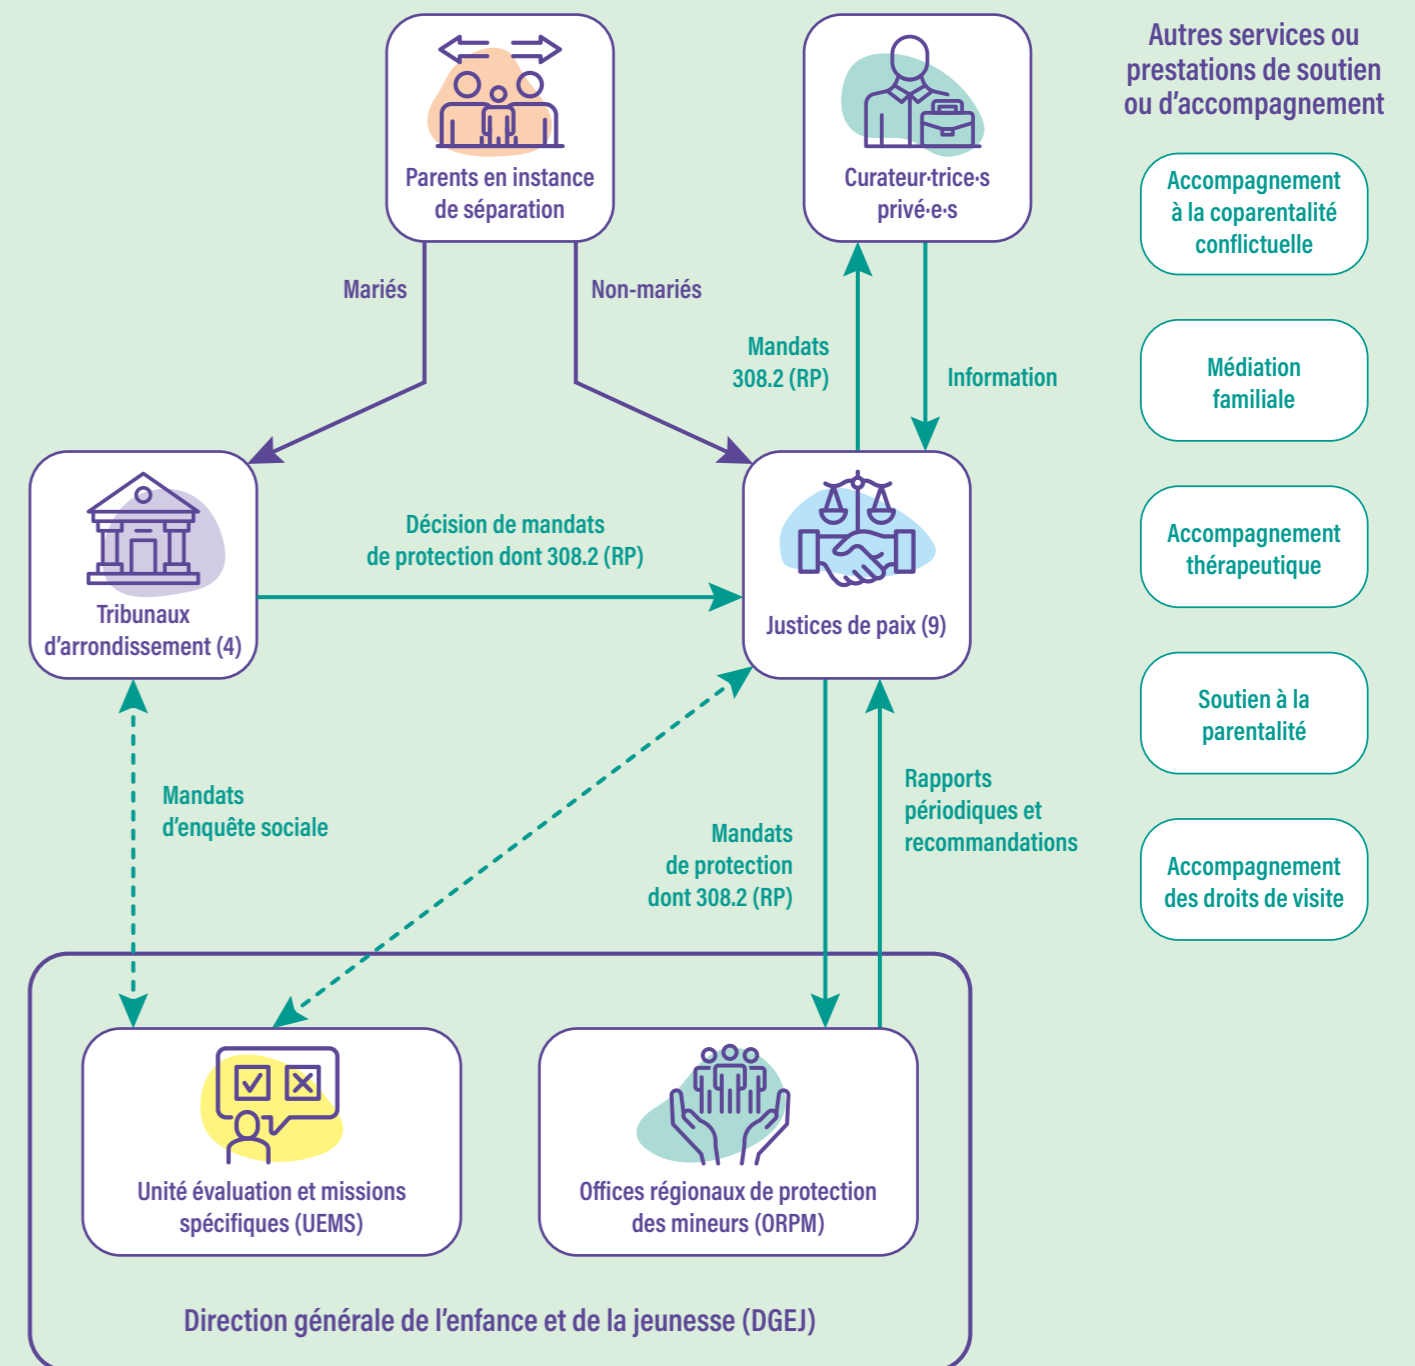 Parents en instance
de séparation
Curateur·trice·s
privé·e·s
Autres services ou
prestations de soutien
ou d’accompagnement
Accompagnement
à la coparentalité
conflictuelle
Mariés
Non-mariés
Mandats
308.2 (RP)
Information
Médiation
familiale
Tribunaux
d’arrondissement (4)
Décision de mandats
de protection dont 308.2 (RP)
Justices de paix (9)
Accompagnement
thérapeutique
Soutien à la
parentalité
Mandats
d’enquête sociale
Mandats
de protection
dont 308.2 (RP)
Rapports
périodiques et
recommandations
Accompagnement
des droits de visite
Unité évaluation et missions
spécifiques (UEMS)
Offices régionaux de protection
des mineurs (ORPM)
Direction générale de l’enfance et de la jeunesse (DGEJ)